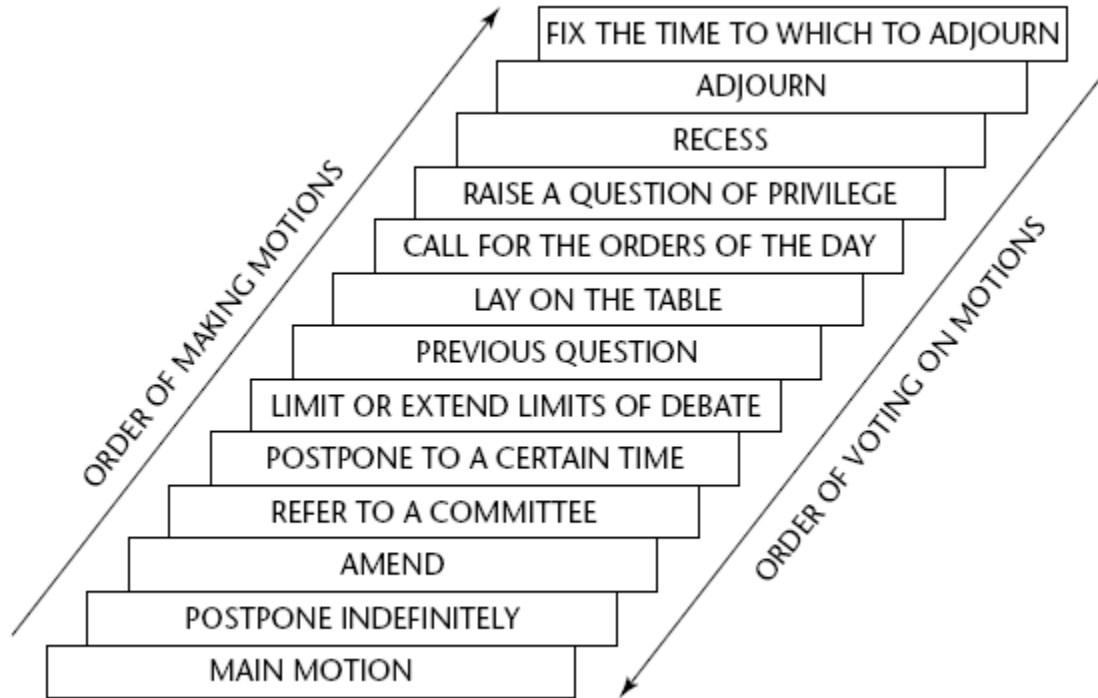 FIX THE TIME TO WHICH TO ADJOURN
ADJOURN
RECESS
RAISE A QUESTION OF PRIVILEGE
CALL FOR THE ORDERS OF THE DAY
LAY ON THE TABLE
PREVIOUS QUESTION
LIMIT OR EXTEND LIMITS OF DEBATE
POSTPONE TO A CERTAIN TIME
REFER TO A COMMITTEE
AMEND
POSTPONE INDEFINITELY
MAIN MOTION
ORDER OF MAKING MOTIONS
ORDER OF VOTING ON MOTIONS